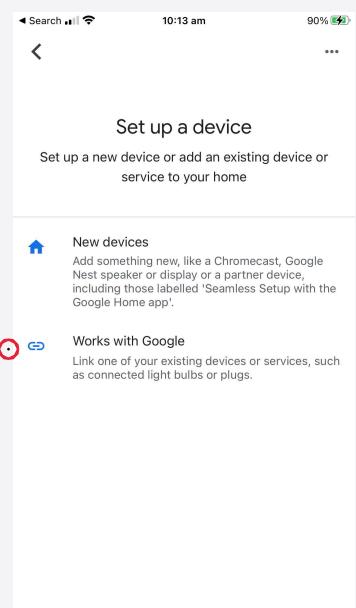 Search 10:13 am 90%
Set up a device
Set up a new device or add an existing device or
service to your home
New devices
Add something new, like a Chromecast, Google
Nest speaker or display or a partner device,
including those labelled 'Seamless Setup with the
Google Home app'.
Works with Google
Link one of your existing devices or services, such
as connected light bulbs or plugs.